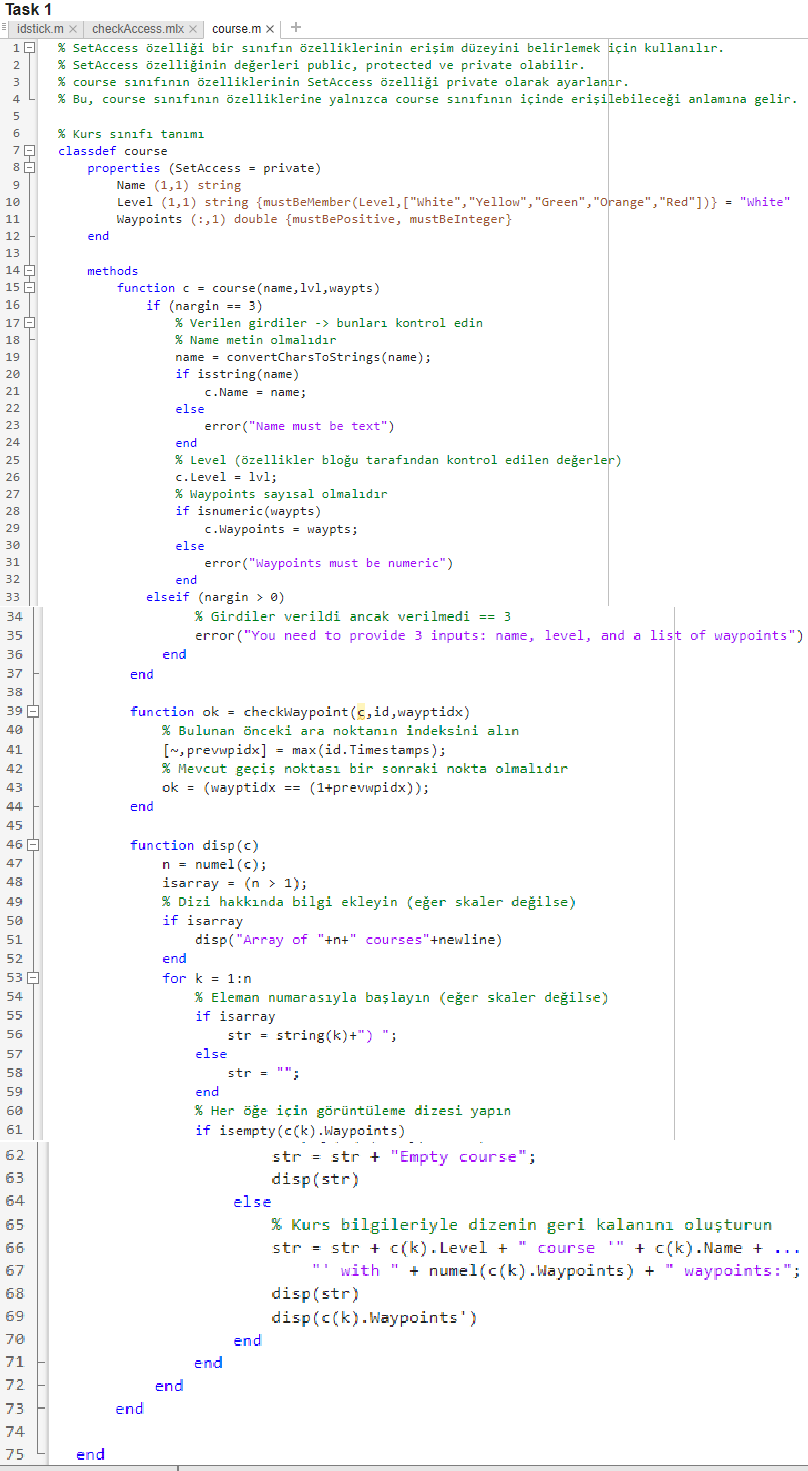 Task 1
idstick.m × checkAccess.mlx × course.m × +
1 % SetAccess özelliği bir sınıfın özelliklerinin erişim düzeyini belirlemek için kullanılır.
2 % SetAccess özelliğinin değerleri public, protected ve private olabilir.
3 % course sınıfının özelliklerinin SetAccess özelliği private olarak ayarlanır.
4 % Bu, course sınıfının özelliklerine yalnızca course sınıfının içinde erişilebileceği anlamına gelir.
5
6 % Kurs sınıfı tanımı
7 classdef course
8 properties (SetAccess = private)
9 Name (1,1) string
10 Level (1,1) string {mustBeMember(Level,["White","Yellow","Green","Orange","Red"])} = "White"
11 Waypoints (:,1) double {mustBePositive, mustBeInteger}
12 end
13
14 methods
15 function c = course(name,lvl,waypts)
16 if (nargin == 3)
17 % Verilen girdiler -> bunları kontrol edin
18 % Name metin olmalıdır
19 name = convertCharsToStrings(name);
20 if isstring(name)
21 c.Name = name;
22 else
23 error("Name must be text")
24 end
25 % Level (özellikler bloğu tarafından kontrol edilen değerler)
26 c.Level = lvl;
27 % Waypoints sayısal olmalıdır
28 if isnumeric(waypts)
29 c.Waypoints = waypts;
30 else
31 error("Waypoints must be numeric")
32 end
33 elseif (nargin > 0)
34 % Girdiler verildi ancak verilmedi == 3
35 error("You need to provide 3 inputs: name, level, and a list of waypoints")
36 end
37 end
38
39 function ok = checkWaypoint(c,id,wayptidx)
40 % Bulunan önceki ara noktanın indeksini alın
41 [~,prevwpidx] = max(id.Timestamps);
42 % Mevcut geçiş noktası bir sonraki nokta olmalıdır
43 ok = (wayptidx == (1+prevwpidx));
44 end
45
46 function disp(c)
47 n = numel(c);
48 isarray = (n > 1);
49 % Dizi hakkında bilgi ekleyin (eğer skaler değilse)
50 if isarray
51 disp("Array of "+n+" courses"+newline)
52 end
53 for k = 1:n
54 % Eleman numarasıyla başlayın (eğer skaler değilse)
55 if isarray
56 str = string(k)+") ";
57 else
58 str = "";
59 end
60 % Her öğe için görüntüleme dizesi yapın
61 if isempty(c(k).Waypoints)
62 str = str + "Empty course";
63 disp(str)
64 else
65 % Kurs bilgileriyle dizenin geri kalanını oluşturun
66 str = str + c(k).Level + " course '" + c(k).Name + ...
67 "' with " + numel(c(k).Waypoints) + " waypoints:";
68 disp(str)
69 disp(c(k).Waypoints')
70 end
71 end
72 end
73 end
74
75 end